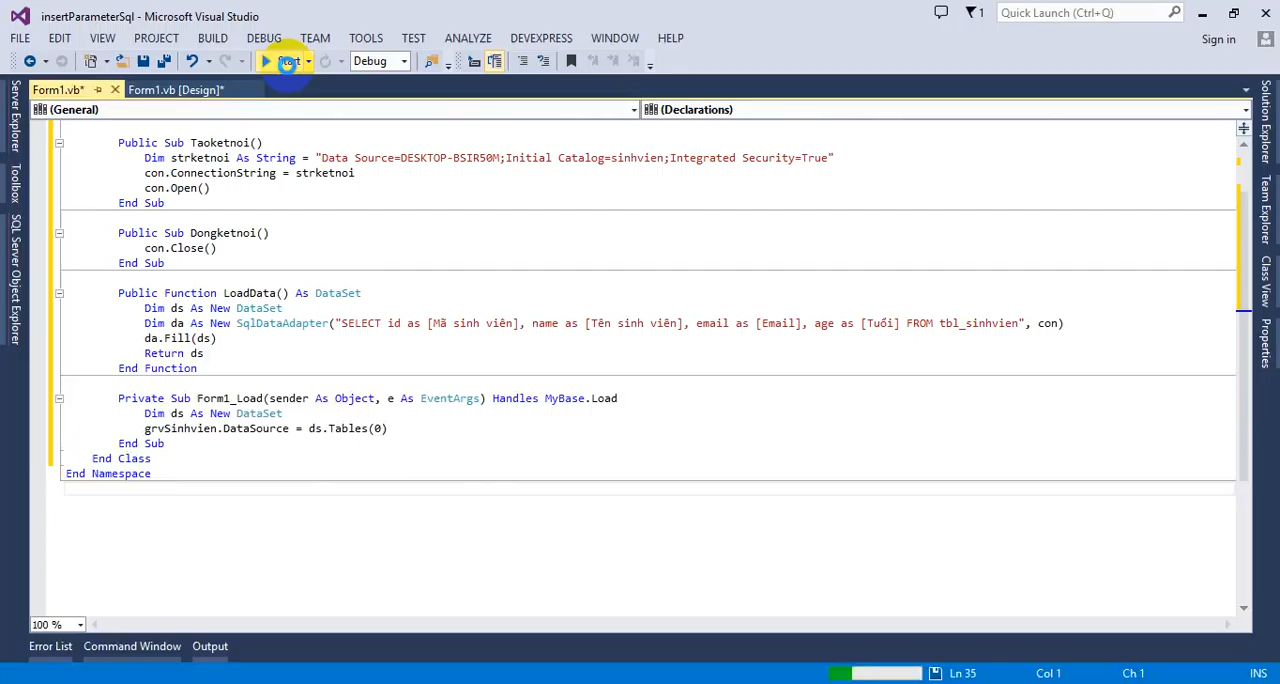 insertParameterSql - Microsoft Visual Studio
1
Quick Launch (Ctrl+Q)
FILE EDIT VIEW PROJECT BUILD DEBUG TEAM TOOLS TEST ANALYZE DEVEXPRESS WINDOW HELP
Sign in
Start
Debug
Form1.vb*
Form1.vb [Design]*
(General)
(Declarations)
Public Sub Taoketnoi()
Dim strketnoi As String = "Data Source=DESKTOP-BSIR50M;Initial Catalog=sinhvien;Integrated Security=True"
con.ConnectionString = strketnoi
con.Open()
End Sub
Public Sub Dongketnoi()
con.Close()
End Sub
Public Function LoadData() As DataSet
Dim ds As New DataSet
Dim da As New SqlDataAdapter("SELECT id as [Mã sinh viên], name as [Tên sinh viên], email as [Email], age as [Tuổi] FROM tbl_sinhvien", con)
da.Fill(ds)
Return ds
End Function
Private Sub Form1_Load(sender As Object, e As EventArgs) Handles MyBase.Load
Dim ds As New DataSet
grvSinhvien.DataSource = ds.Tables(0)
End Sub
End Class
End Namespace
Server Explorer
Toolbox
SQL Server Object Explorer
Solution Explorer
Team Explorer
Class View
Properties
100 %
Error List Command Window Output
Ln 35 Col 1 Ch 1 INS